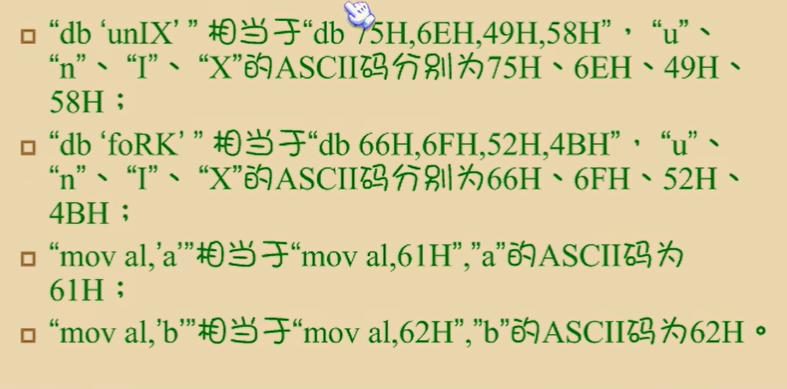 “db ‘unIX’ ” 相当于“db 75H,6EH,49H,58H”，“u”、
“n”、“I”、“X”的ASCII码分别为75H、6EH、49H、
58H；
“db ‘foRK’ ” 相当于“db 66H,6FH,52H,4BH”，“u”、
“n”、“I”、“X”的ASCII码分别为66H、6FH、52H、
4BH；
“mov al,’a’”相当于“mov al,61H”,”a”的ASCII码为
61H；
“mov al,’b’”相当于“mov al,62H”,”b”的ASCII码为62H。